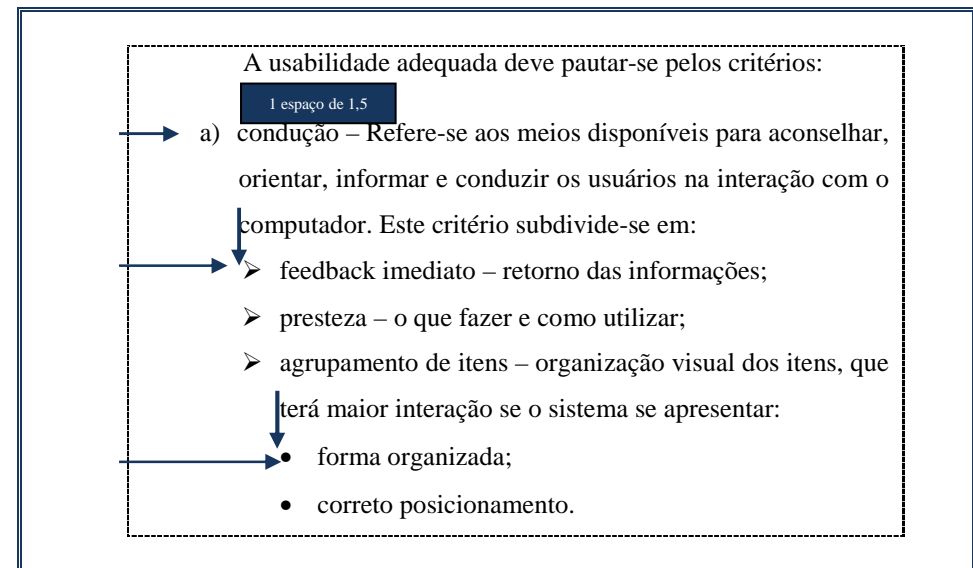 A usabilidade adequada deve pautar-se pelos critérios:
1 espaço de 1,5
a) condução – Refere-se aos meios disponíveis para aconselhar,
orientar, informar e conduzir os usuários na interação com o
computador. Este critério subdivide-se em:
➢ feedback imediato – retorno das informações;
➢ presteza – o que fazer e como utilizar;
➢ agrupamento de itens – organização visual dos itens, que
terá maior interação se o sistema se apresentar:
• forma organizada;
• correto posicionamento.